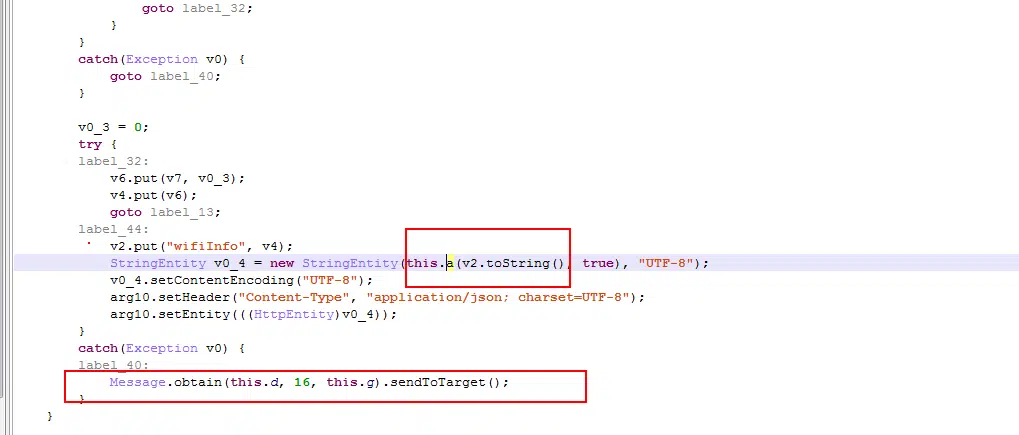 goto label_32;
}
}
catch(Exception v0) {
goto label_40;
}
v0_3 = 0;
try {
label_32:
v6.put(v7, v0_3);
v4.put(v6);
goto label_13;
label_44:
v2.put("wifiInfo", v4);
StringEntity v0_4 = new StringEntity(this.a(v2.toString(), true), "UTF-8");
v0_4.setContentEncoding("UTF-8");
arg10.setHeader("Content-Type", "application/json; charset=UTF-8");
arg10.setEntity(((HttpEntity)v0_4));
}
catch(Exception v0) {
label_40:
Message.obtain(this.d, 16, this.g).sendToTarget();
}
}